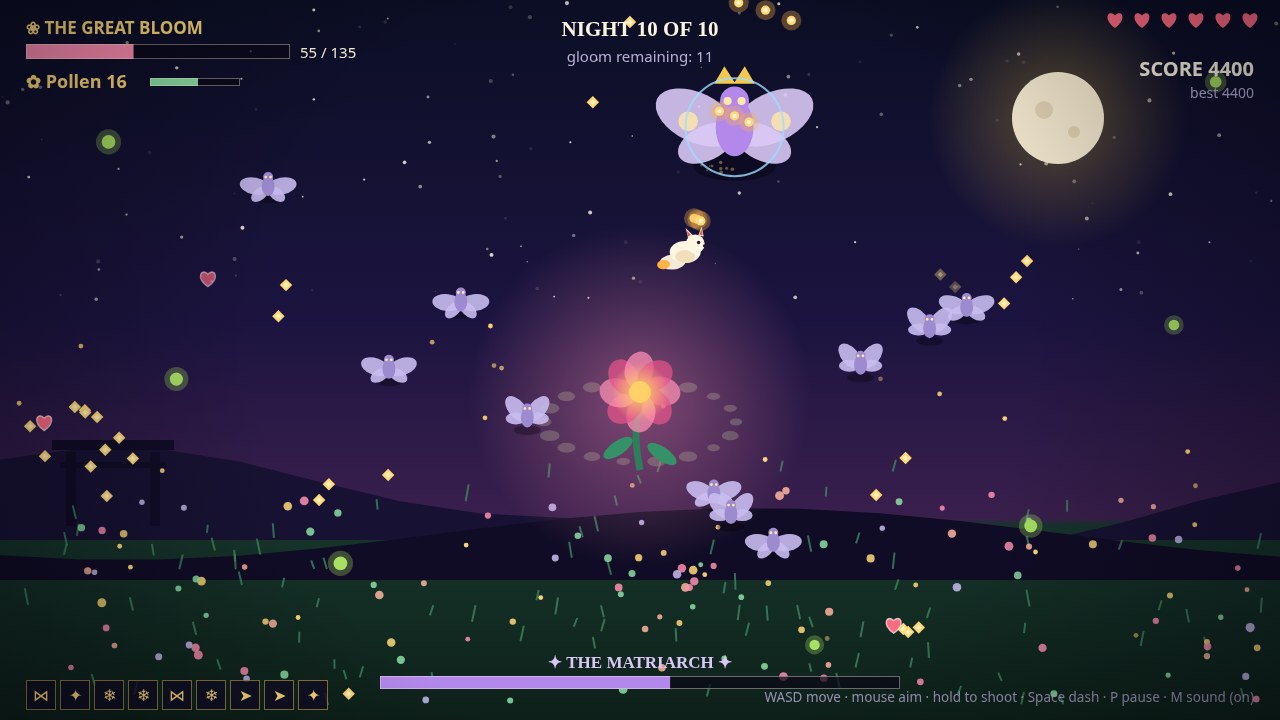 ❀ THE GREAT BLOOM
55 / 135
✿ Pollen 16
NIGHT 10 OF 10
gloom remaining: 11
SCORE 4400
best 4400
✦ THE MATRIARCH ✦
WASD move · mouse aim · hold to shoot · Space dash · P pause · M sound (on)